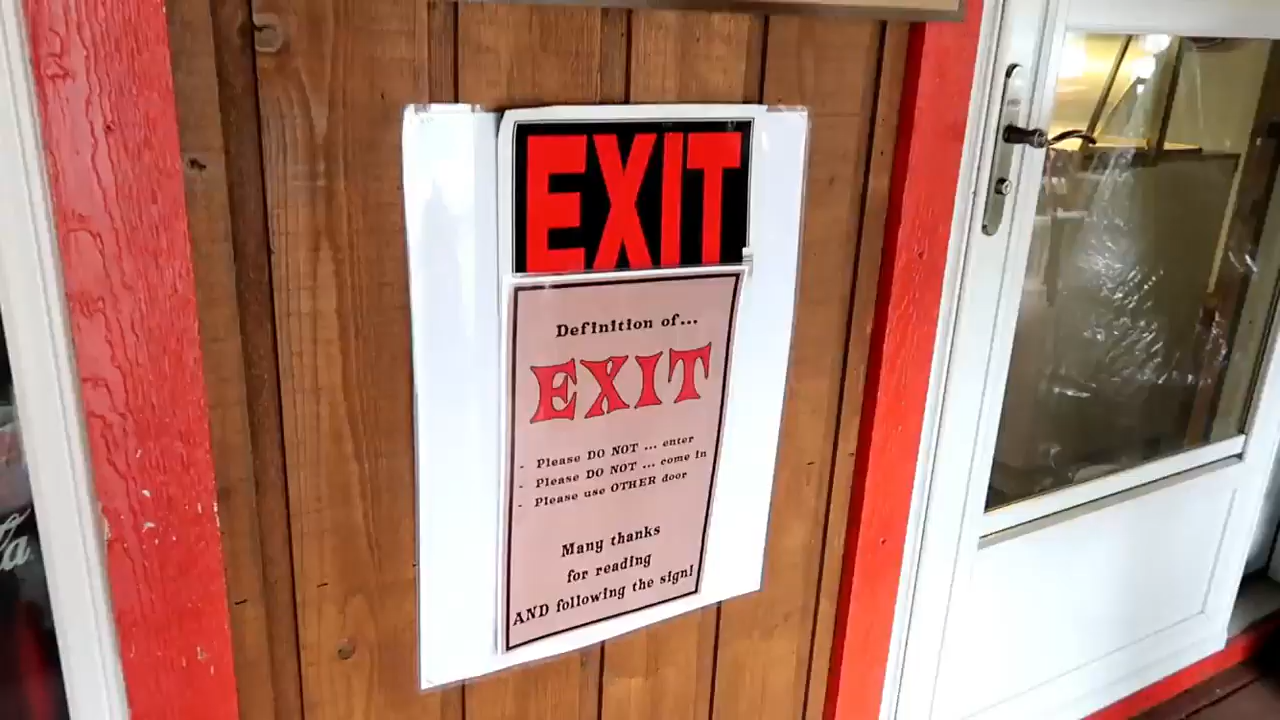 EXIT
Definition of...
EXIT
- Please DO NOT ... enter
- Please DO NOT ... come in
- Please use OTHER door
Many thanks
for reading
AND following the sign!